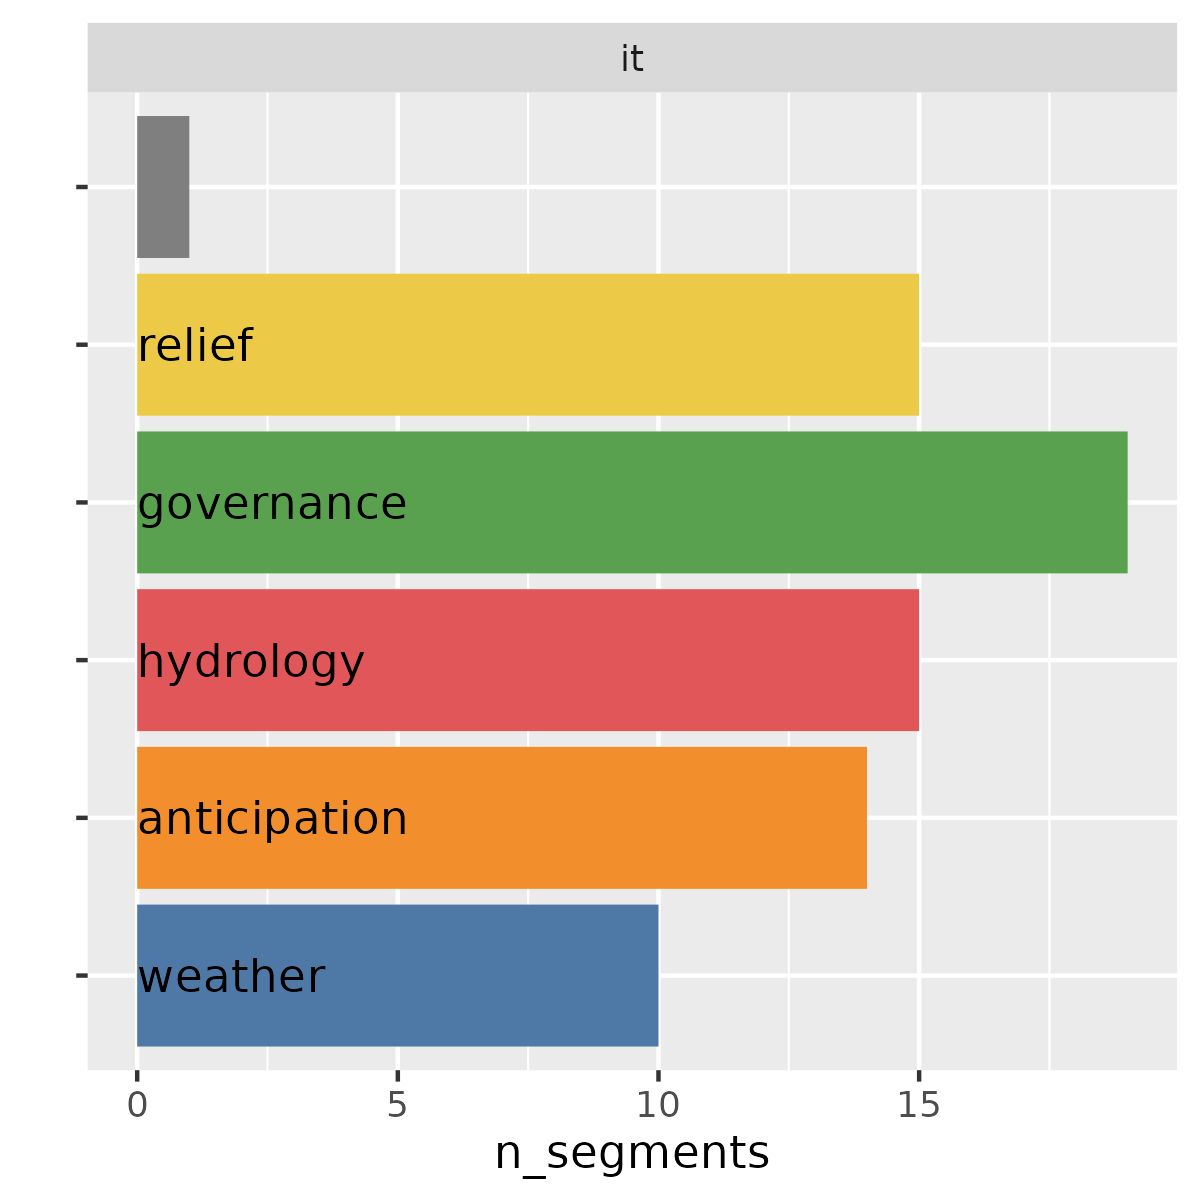 it
relief
governance
hydrology
anticipation
weather
0 5 10 15
n_segments